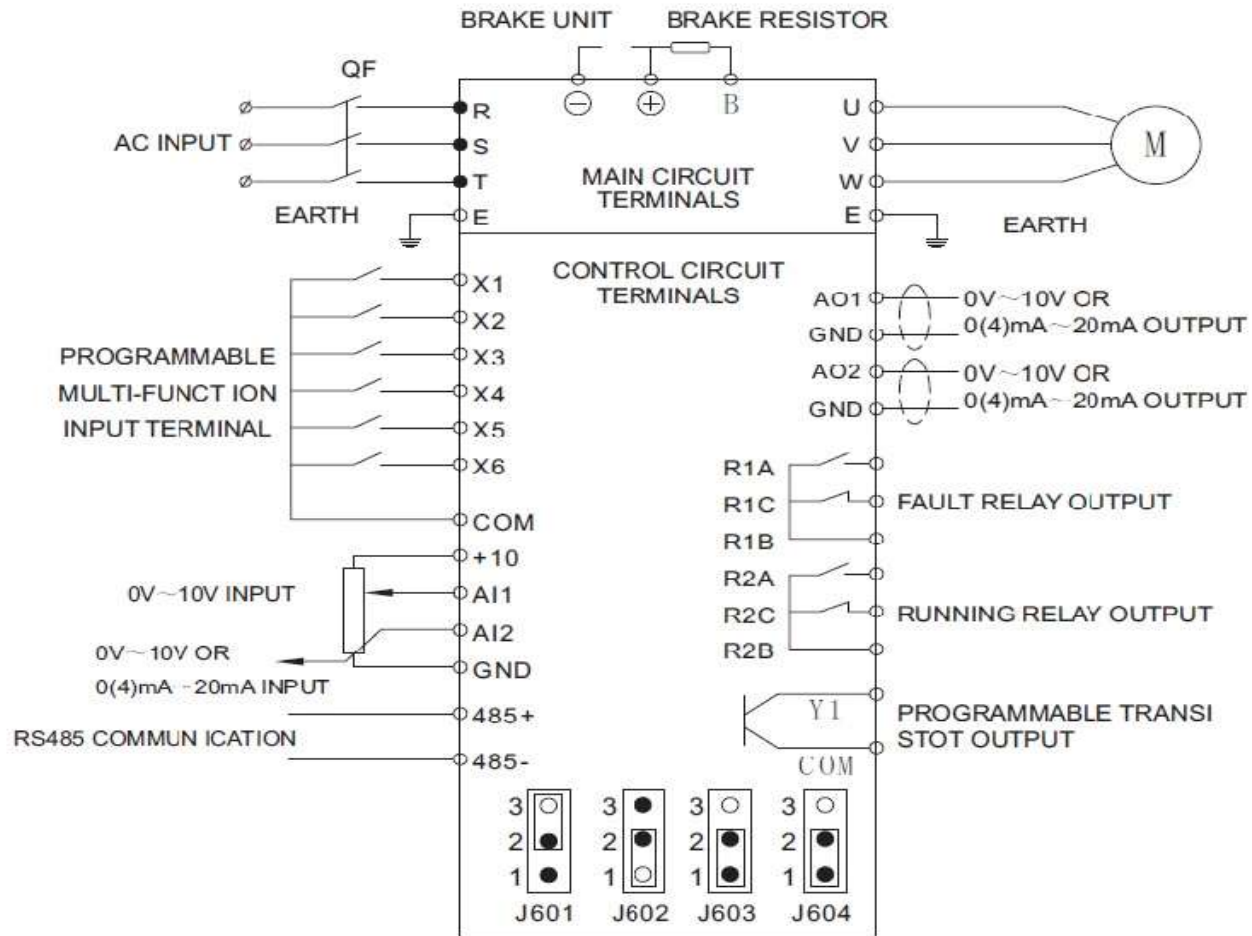 BRAKE UNIT
BRAKE RESISTOR
QF
AC INPUT
R
S
T
E
EARTH
⊖
⊕
B
MAIN CIRCUIT
TERMINALS
U
V
W
E
M
EARTH
CONTROL CIRCUIT
TERMINALS
PROGRAMMABLE
MULTI-FUNCT ION
INPUT TERMINAL
X1
X2
X3
X4
X5
X6
COM
+10
AI1
AI2
GND
485+
485-
0V~10V INPUT
0V~10V OR
0(4)mA~20mA INPUT
RS485 COMMUN ICATION
AO1
GND
AO2
GND
0V~10V OR
0(4)mA~20mA OUTPUT
0V~10V OR
0(4)mA~20mA OUTPUT
R1A
R1C
R1B
FAULT RELAY OUTPUT
R2A
R2C
R2B
RUNNING RELAY OUTPUT
Y1
COM
PROGRAMMABLE TRANSI
STOT OUTPUT
3
2
1
J601
3
2
1
J602
3
2
1
J603
3
2
1
J604